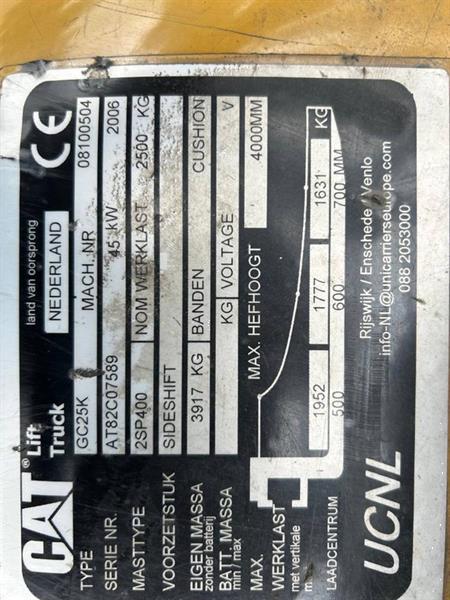 CAT® Lift Truck
land van oorsprong
NEDERLAND
CE
TYPE GC25K MACH. NR 08100504
SERIE NR. AT82C07589 45 kW 2006
MASTTYPE 2SP400 NOM WERKLAST 2500 KG
VOORZETSTUK SIDESHIFT
EIGEN MASSA 3917 KG BANDEN CUSHION
zonder batterij
BATT. MASSA KG VOLTAGE V
min / max
MAX. MAX. HEFHOOGT 4000MM
WERKLAST
met vertikale
1952 1777 1631 KG
LAADCENTRUM 500 600 700 MM
UCNL
Rijswijk / Enschede / Venlo
info-NL@unicarrierseurope.com
088 2053000